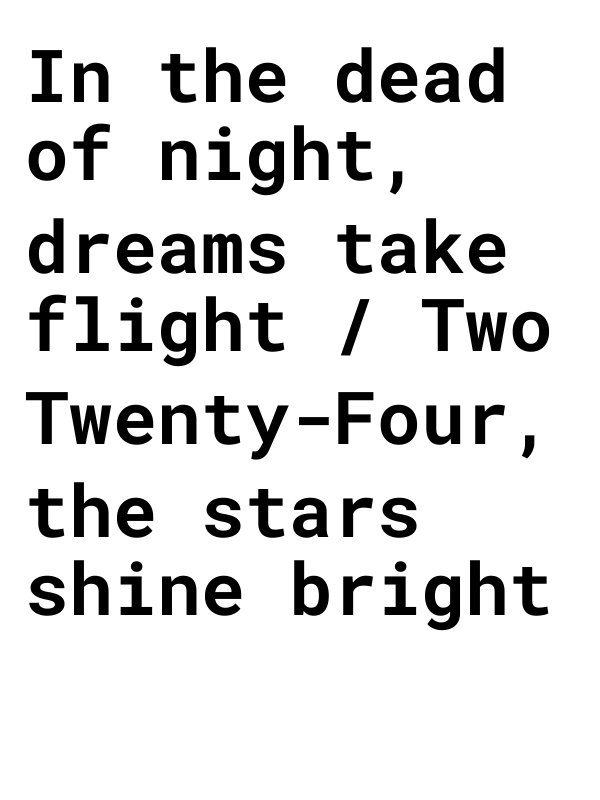 In the dead
of night,
dreams take
flight / Two
Twenty-Four,
the stars
shine bright